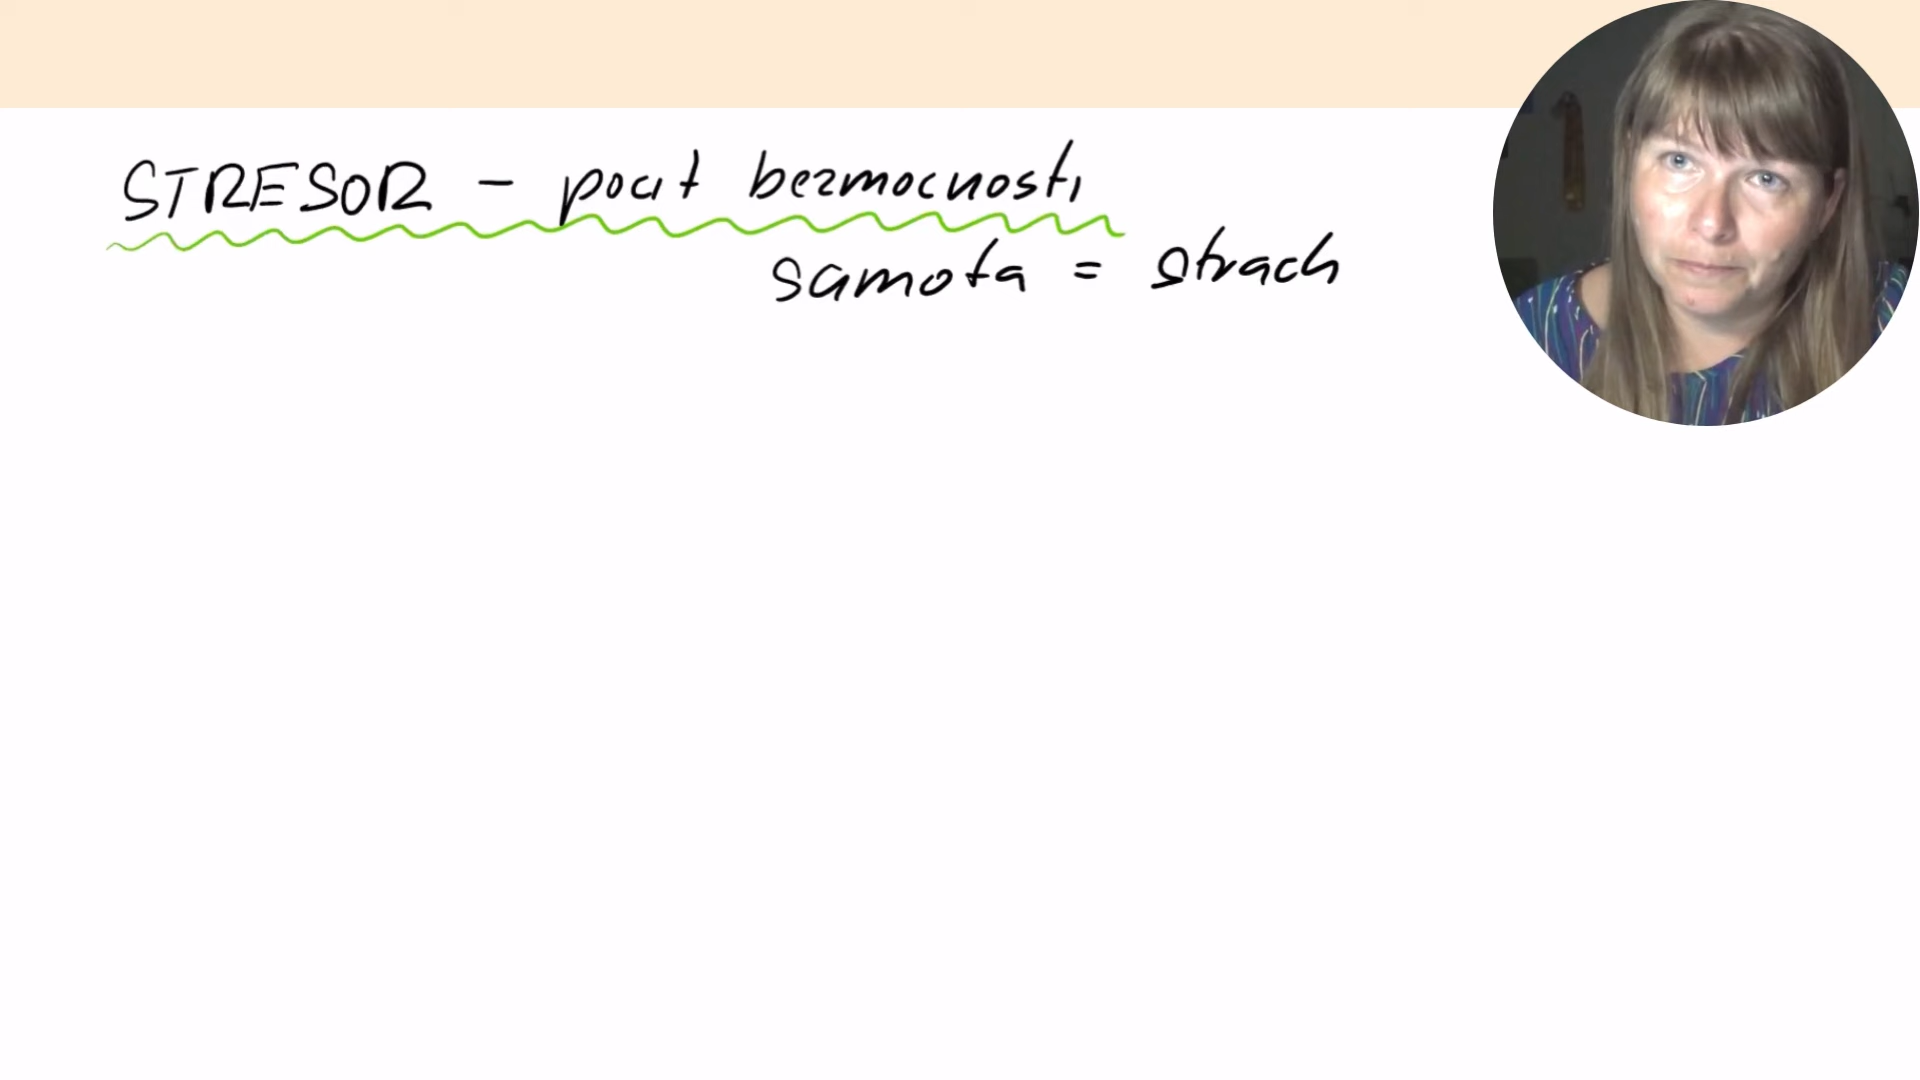 STRESOR - pocit bezmocnosti
samota = strach